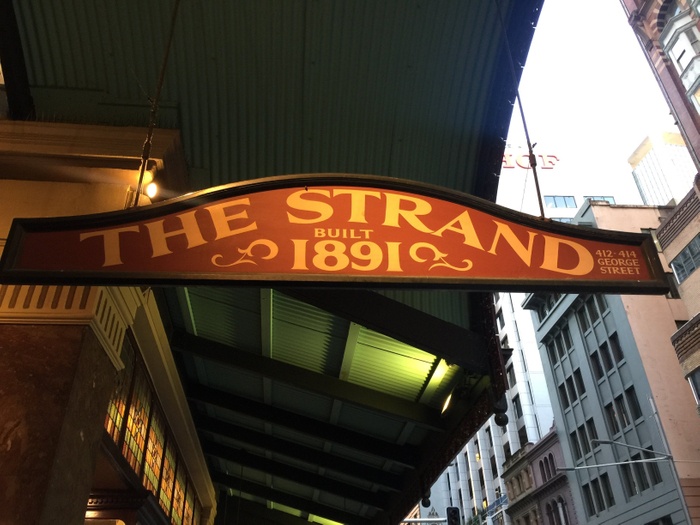 THE STRAND
BUILT
1891
412-414
GEORGE
STREET